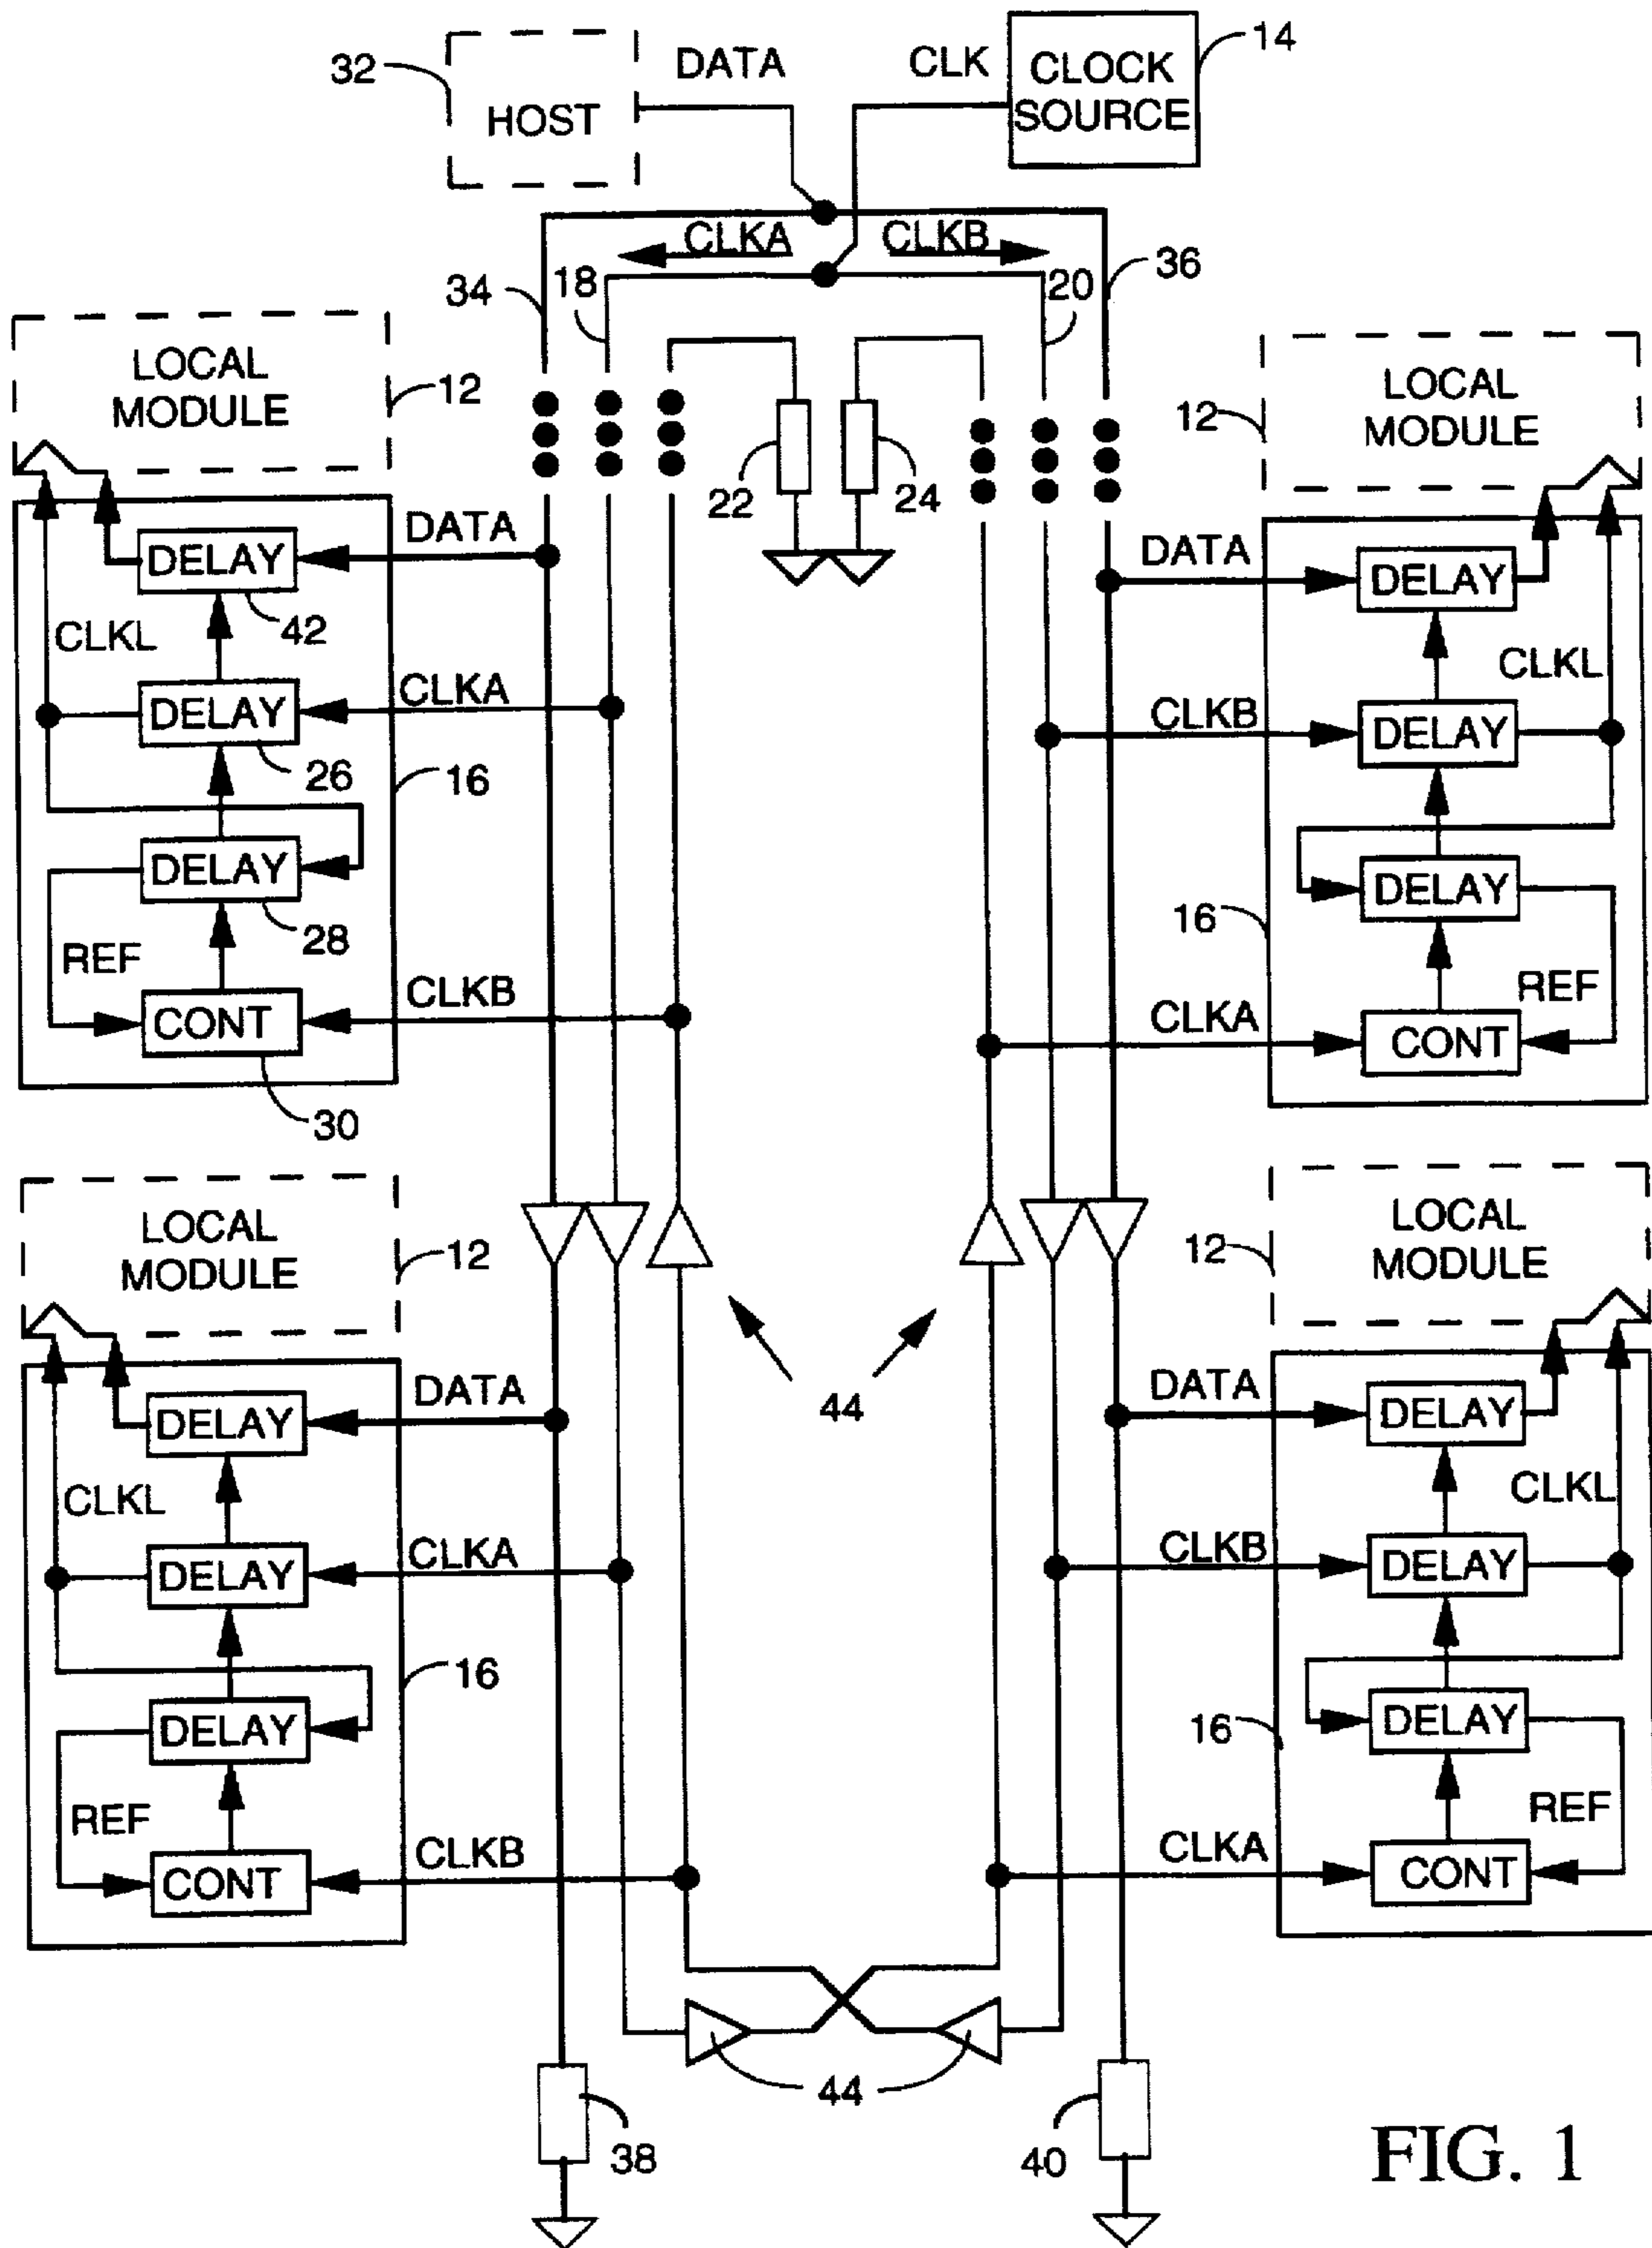 32
HOST
DATA
CLK
CLOCK
SOURCE
14
CLKA
CLKB
34
18
20
36
LOCAL
MODULE
12
22
24
LOCAL
MODULE
12
DATA
DELAY
42
CLKL
CLKA
DELAY
26
16
DELAY
28
REF
CLKB
CONT
30
DATA
DELAY
CLKL
CLKB
DELAY
DELAY
16
REF
CLKA
CONT
LOCAL
MODULE
12
LOCAL
MODULE
12
44
DATA
DELAY
CLKL
CLKA
DELAY
16
DELAY
REF
CLKB
CONT
DATA
DELAY
CLKL
CLKB
DELAY
DELAY
16
REF
CLKA
CONT
44
38
40
FIG. 1